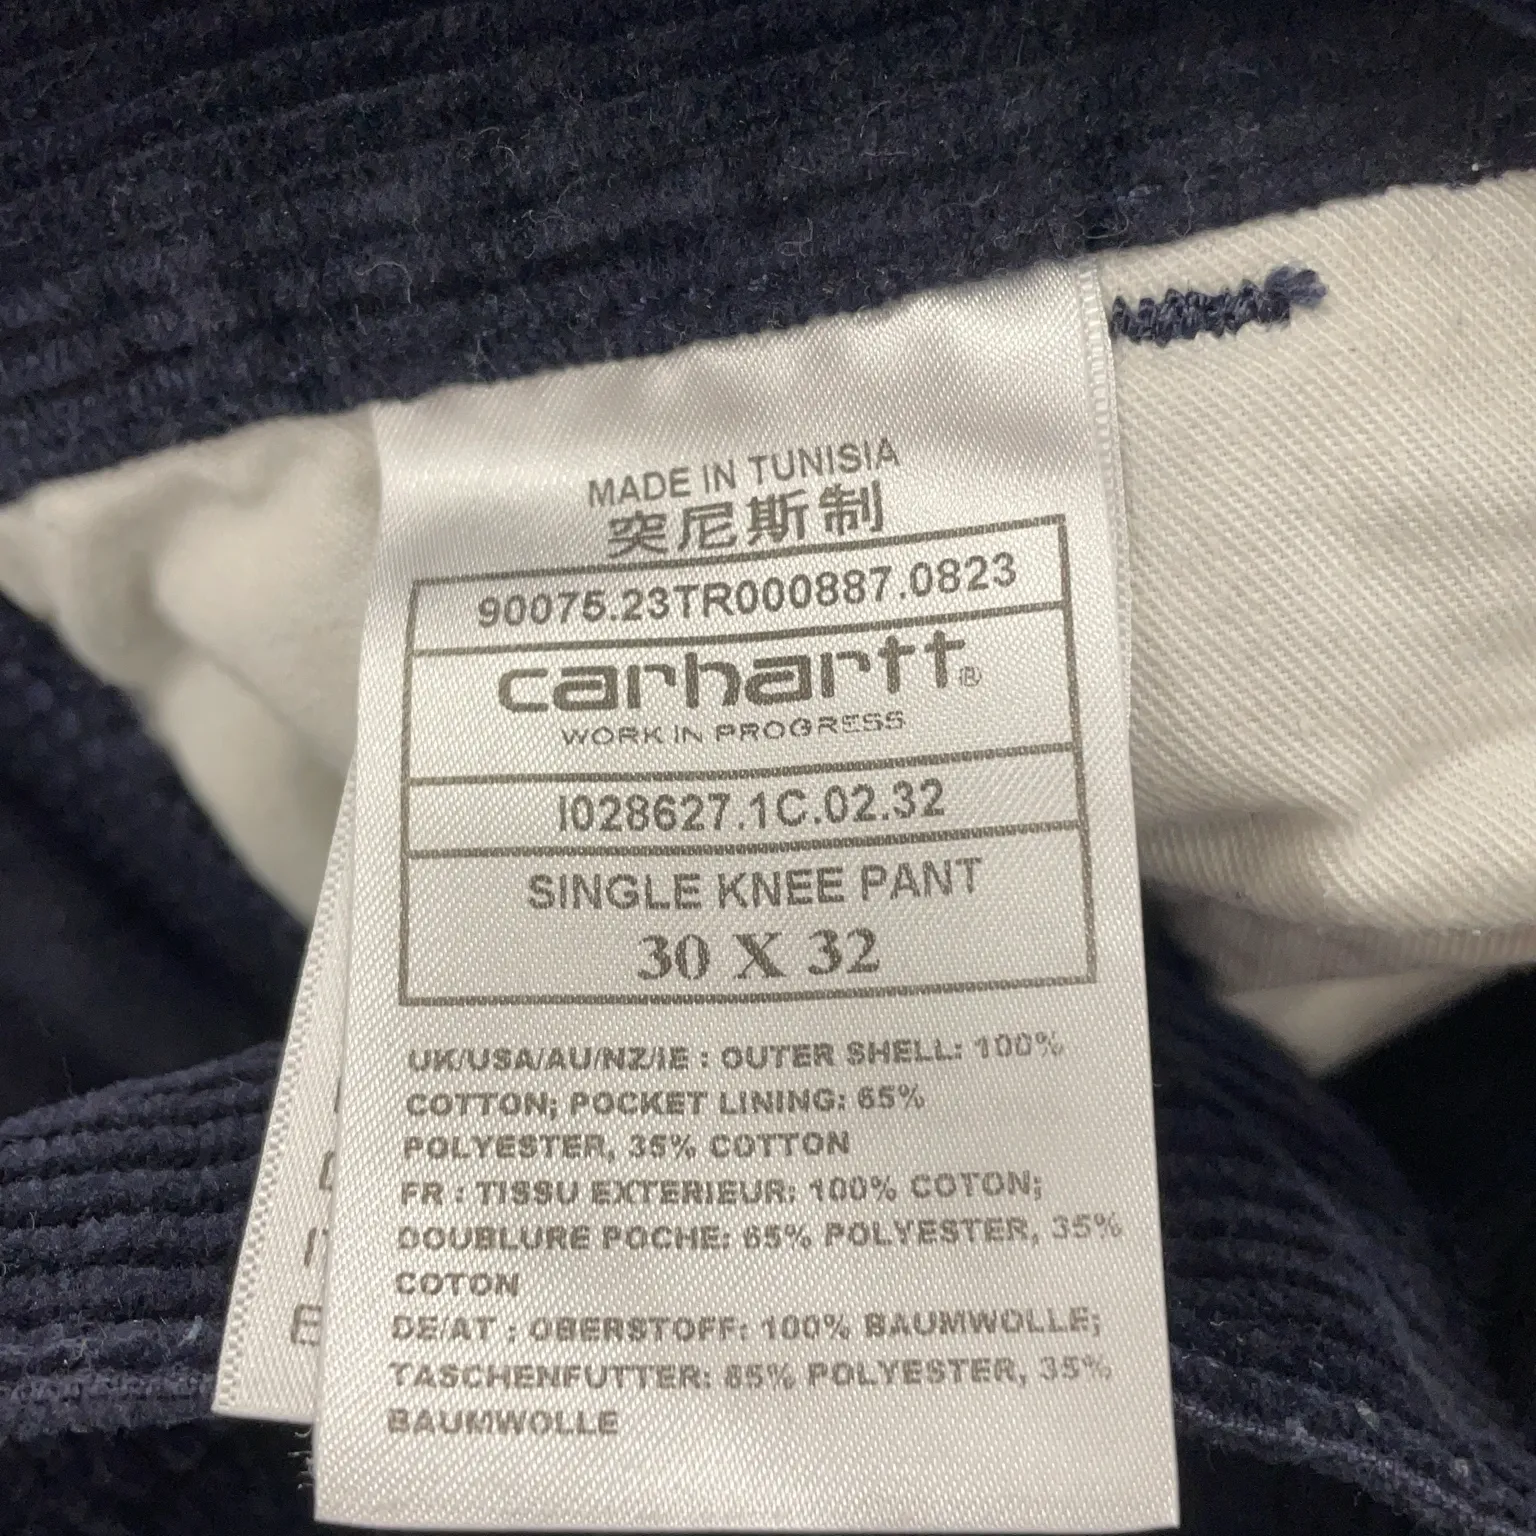 MADE IN TUNISIA
突尼斯制
90075.23TR000887.0823
carhartt®
WORK IN PROGRESS
I028627.1C.02.32
SINGLE KNEE PANT
30 X 32
UK/USA/AU/NZ/IE : OUTER SHELL: 100%
COTTON; POCKET LINING: 65%
POLYESTER, 35% COTTON
FR : TISSU EXTERIEUR: 100% COTON;
DOUBLURE POCHE: 65% POLYESTER, 35%
COTON
DE/AT : OBERSTOFF: 100% BAUMWOLLE;
TASCHENFUTTER: 65% POLYESTER, 35%
BAUMWOLLE